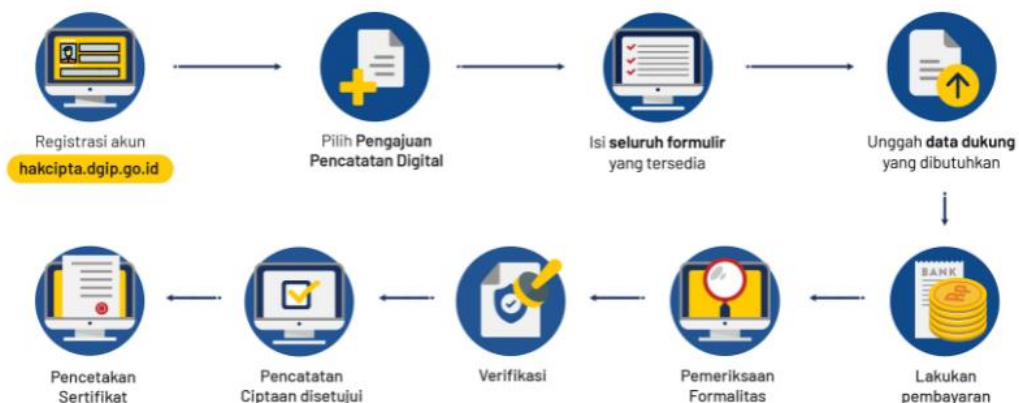 Registrasi akun
hakcipta.dgip.go.id
Pilih Pengajuan
Pencatatan Digital
Isi seluruh formulir
yang tersedia
Unggah data dukung
yang dibutuhkan
BANK
Rp
Lakukan
pembayaran
Pemeriksaan
Formalitas
Verifikasi
Pencatatan
Ciptaan disetujui
Pencetakan
Sertifikat